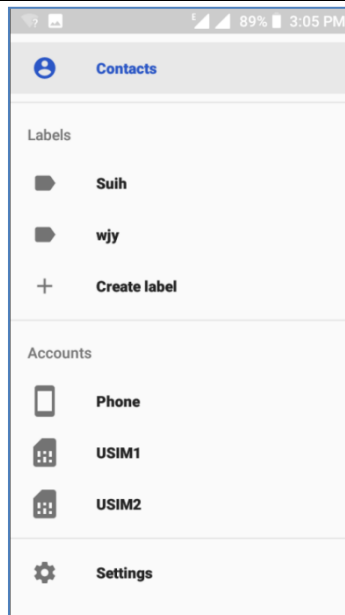 E 89% 3:05 PM
Contacts
Labels
Suih
wjy
Create label
Accounts
Phone
USIM1
USIM2
Settings